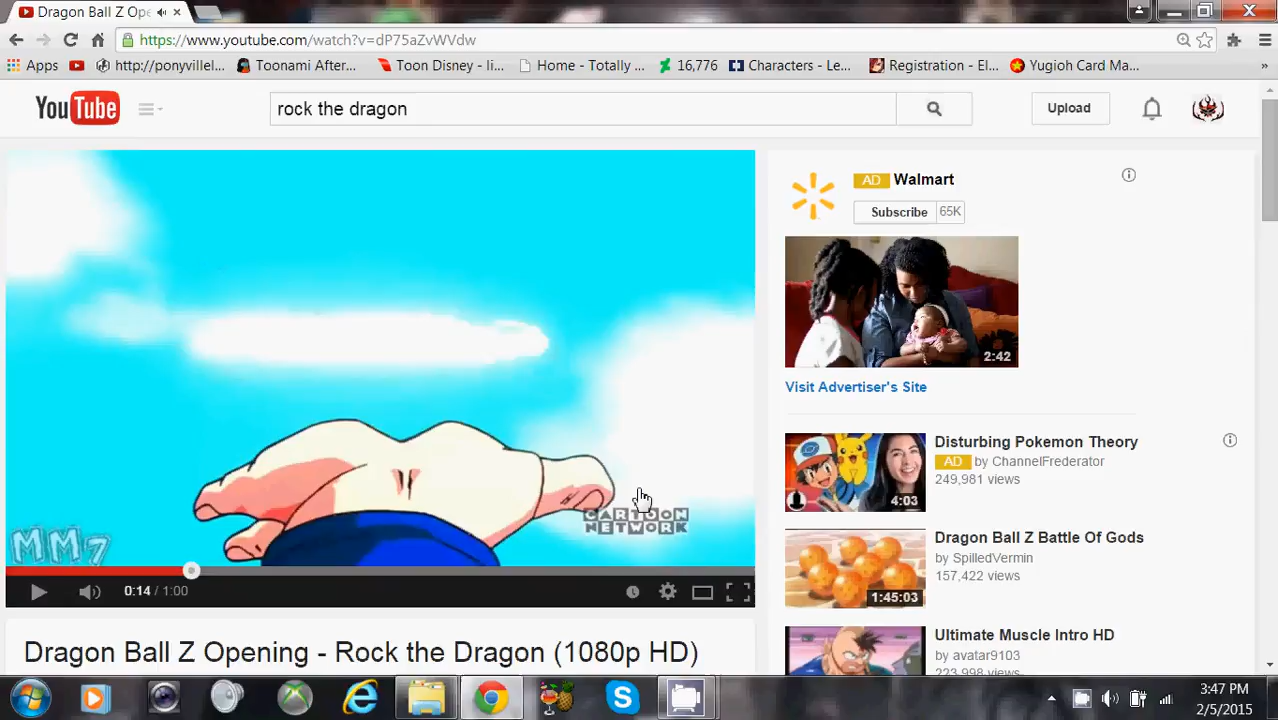 Dragon Ball Z Ope
https://www.youtube.com/watch?v=dP75aZvWVdw
Apps
http://ponyvillel...
Toonami After...
Toon Disney - li...
Home - Totally ...
16,776
Characters - Le...
Registration - El...
Yugioh Card Ma...
»
YouTube
rock the dragon
Upload
AD Walmart
Subscribe 65K
2:42
Visit Advertiser's Site
Disturbing Pokemon Theory
AD by ChannelFrederator
249,981 views
4:03
Dragon Ball Z Battle Of Gods
by SpilledVermin
157,422 views
1:45:03
Ultimate Muscle Intro HD
by avatar9103
223,998 views
CARTOON
NETWORK
MM7
0:14 / 1:00
Dragon Ball Z Opening - Rock the Dragon (1080p HD)
3:47 PM
2/5/2015